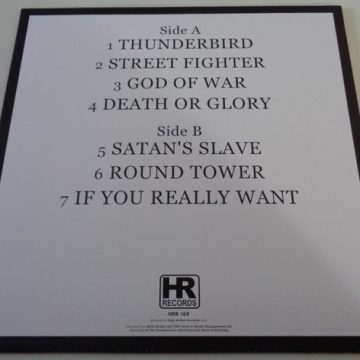 Side A
1 THUNDERBIRD
2 STREET FIGHTER
3 GOD OF WAR
4 DEATH OR GLORY
Side B
5 SATAN'S SLAVE
6 ROUND TOWER
7 IF YOU REALLY WANT
HR
RECORDS
HRR 169